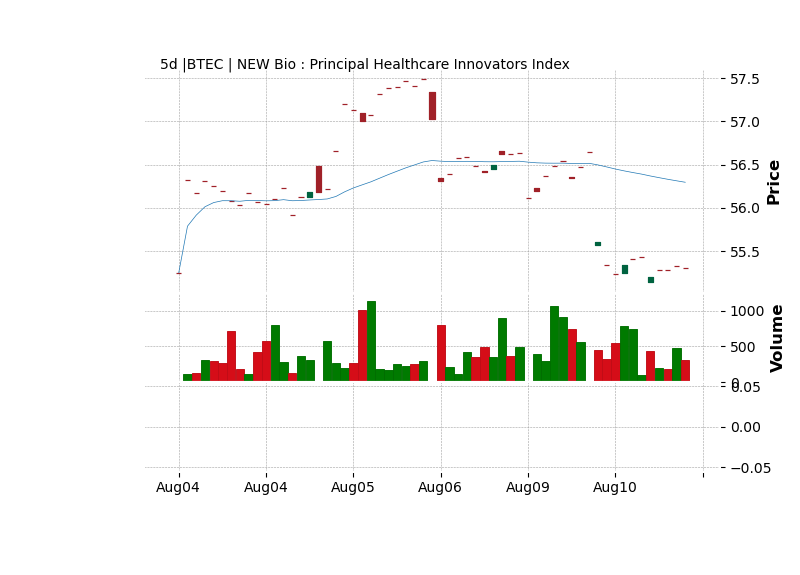 5d |BTEC | NEW Bio : Principal Healthcare Innovators Index
57.5
57.0
56.5
56.0
55.5
Price
1000
500
0
Volume
0.05
0.00
−0.05
Aug04 Aug04 Aug05 Aug06 Aug09 Aug10